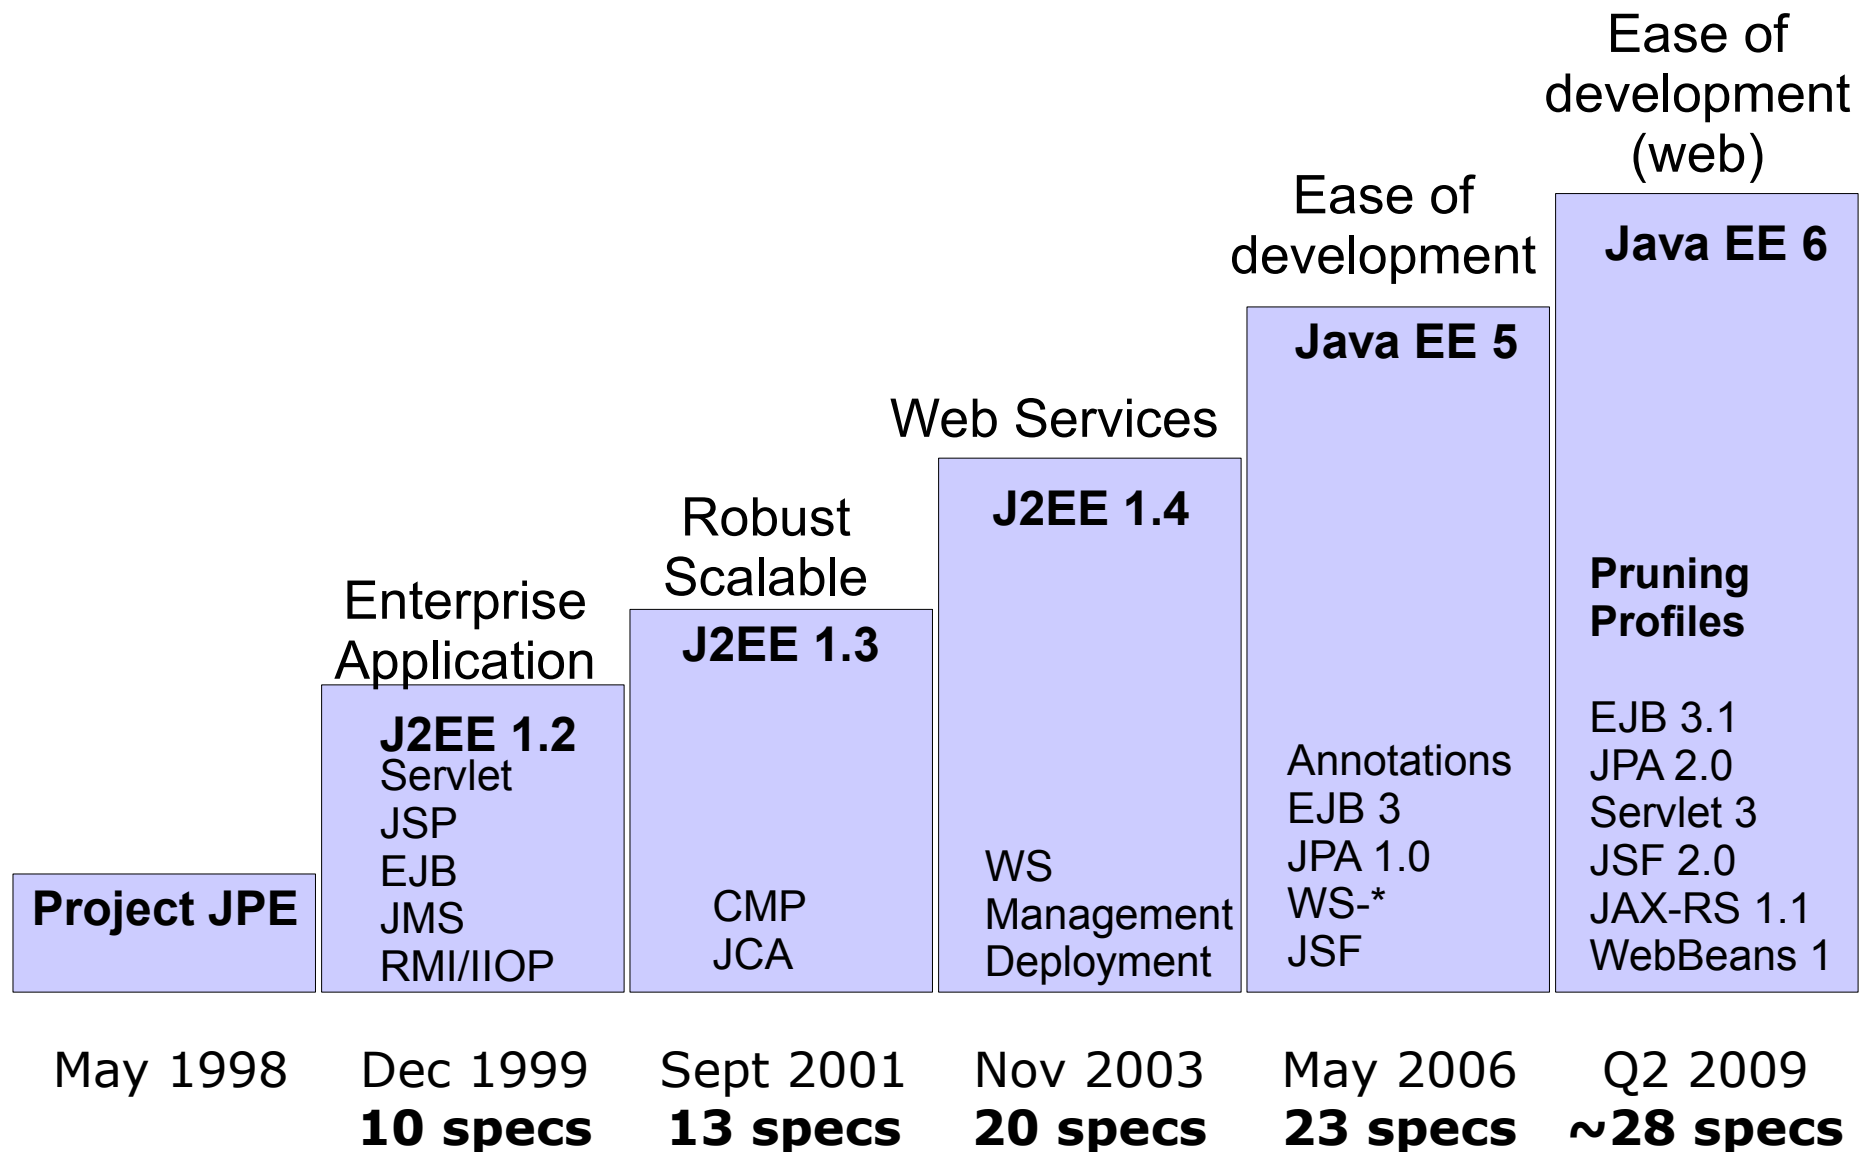 Project JPE
May 1998
Enterprise
Application
J2EE 1.2
Servlet
JSP
EJB
JMS
RMI/IIOP
Dec 1999
10 specs
Robust
Scalable
J2EE 1.3
CMP
JCA
Sept 2001
13 specs
Web Services
J2EE 1.4
WS
Management
Deployment
Nov 2003
20 specs
Ease of
development
Java EE 5
Annotations
EJB 3
JPA 1.0
WS-*
JSF
May 2006
23 specs
Ease of
development
(web)
Java EE 6
Pruning
Profiles
EJB 3.1
JPA 2.0
Servlet 3
JSF 2.0
JAX-RS 1.1
WebBeans 1
Q2 2009
~28 specs